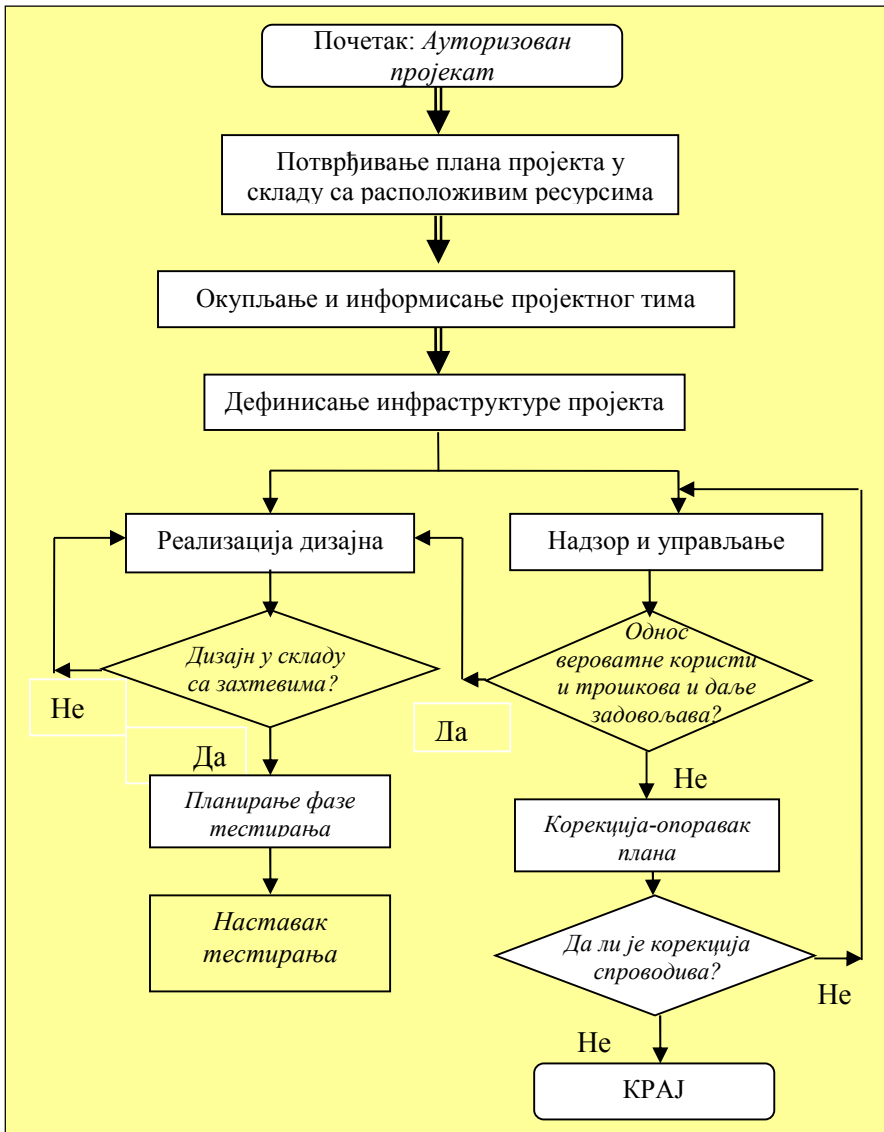 Почетак: Ауторизован
пројекат
Потврђивање плана пројекта у
складу са расположивим ресурсима
Окупљање и информисање пројектног тима
Дефинисање инфраструктуре пројекта
Реализација дизајна
Надзор и управљање
Дизајн у складу
са захтевима?
Однос
вероватне користи
и трошкова и даље
задовољава?
Не
Да
Да
Не
Планирање фазе
тестирања
Корекција-опоравак
плана
Наставак
тестирања
Да ли је корекција
спроводива?
Не
Не
КРАЈ